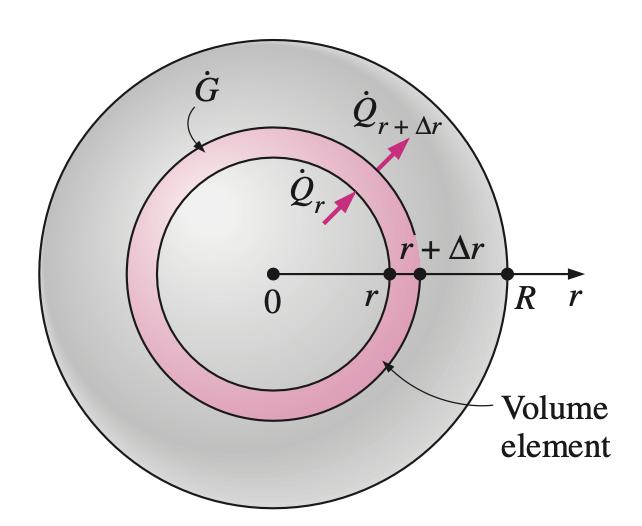 Ġ
Q̇r + Δr
Q̇r
r + Δr
0
r
R
r
Volume
element